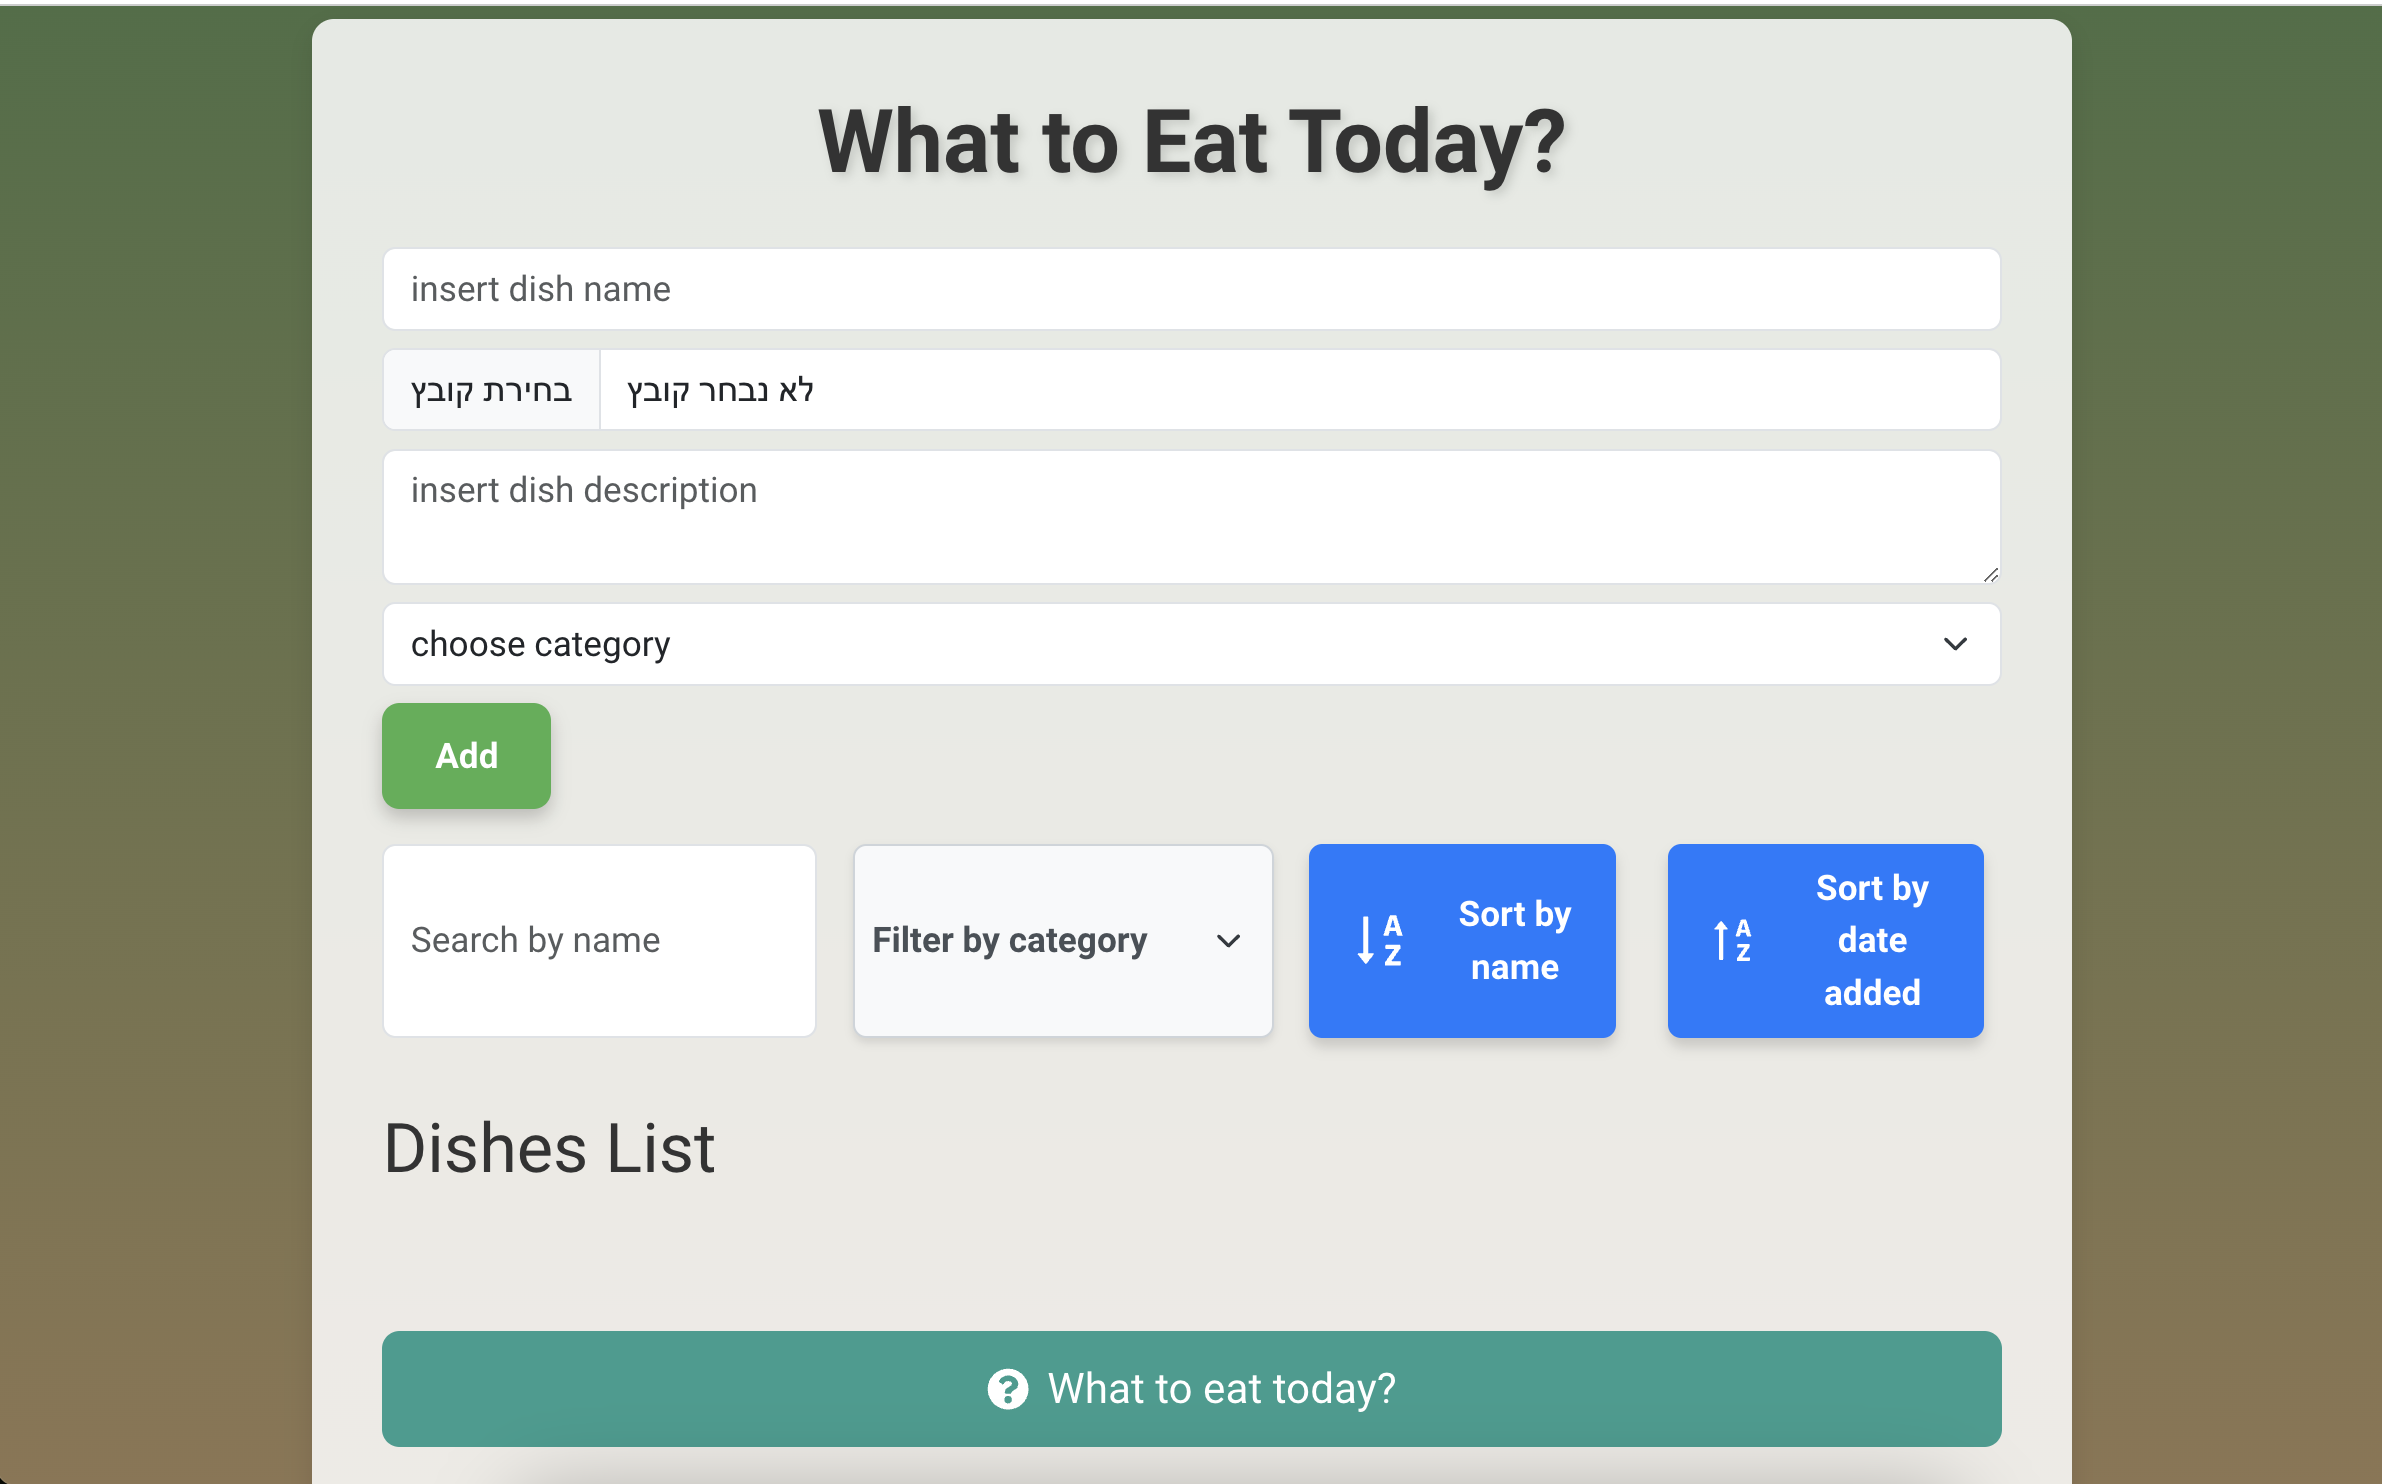 What to Eat Today?
insert dish name
בחירת קובץ
לא נבחר קובץ
insert dish description
choose category
Add
Search by name
Filter by category
A
Z
Sort by
name
A
Z
Sort by
date
added
Dishes List
What to eat today?